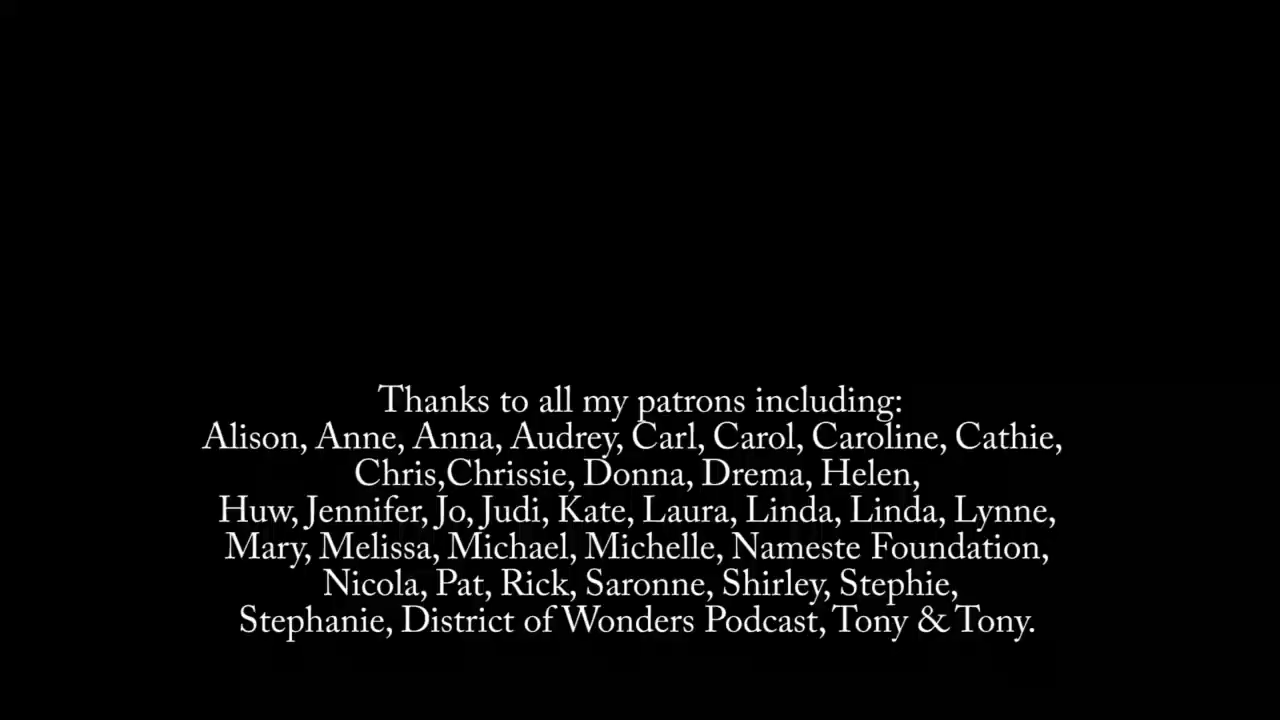 Thanks to all my patrons including:
Alison, Anne, Anna, Audrey, Carl, Carol, Caroline, Cathie,
Chris,Chrissie, Donna, Drema, Helen,
Huw, Jennifer, Jo, Judi, Kate, Laura, Linda, Linda, Lynne,
Mary, Melissa, Michael, Michelle, Nameste Foundation,
Nicola, Pat, Rick, Saronne, Shirley, Stephie,
Stephanie, District of Wonders Podcast, Tony & Tony.